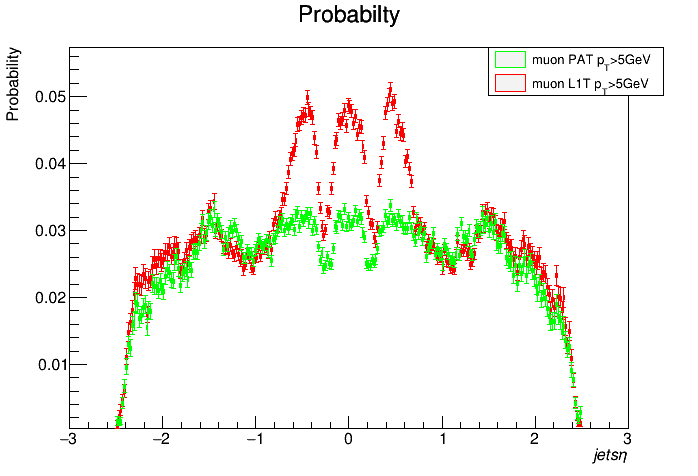 Probabilty
Probability
muon PAT p_T>5GeV
muon L1T p_T>5GeV
0.05
0.04
0.03
0.02
0.01
−3 −2 −1 0 1 2 3
jetsη